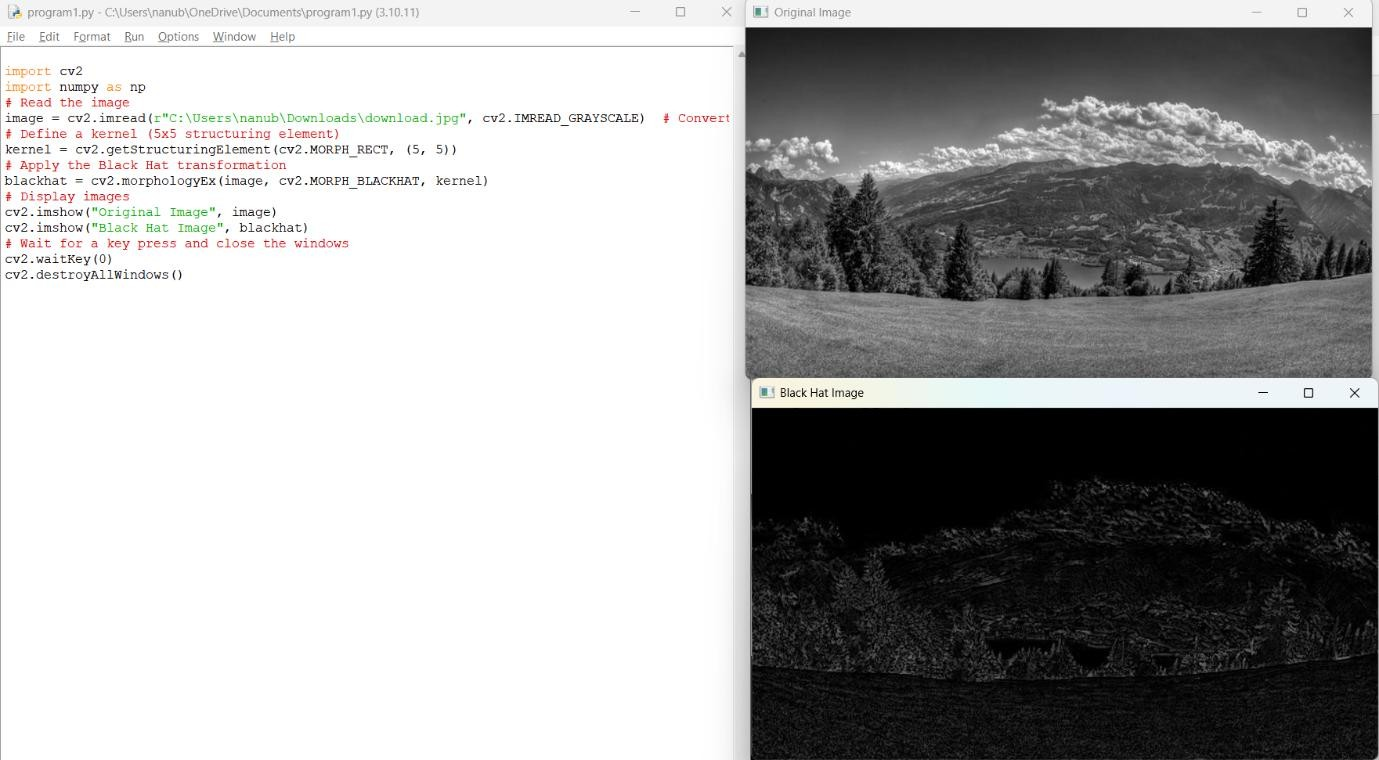 program1.py - C:\Users\nanub\OneDrive\Documents\program1.py (3.10.11)
File Edit Format Run Options Window Help
import cv2
import numpy as np
# Read the image
image = cv2.imread(r"C:\Users\nanub\Downloads\download.jpg", cv2.IMREAD_GRAYSCALE)  # Convert
# Define a kernel (5x5 structuring element)
kernel = cv2.getStructuringElement(cv2.MORPH_RECT, (5, 5))
# Apply the Black Hat transformation
blackhat = cv2.morphologyEx(image, cv2.MORPH_BLACKHAT, kernel)
# Display images
cv2.imshow("Original Image", image)
cv2.imshow("Black Hat Image", blackhat)
# Wait for a key press and close the windows
cv2.waitKey(0)
cv2.destroyAllWindows()
Original Image
Black Hat Image